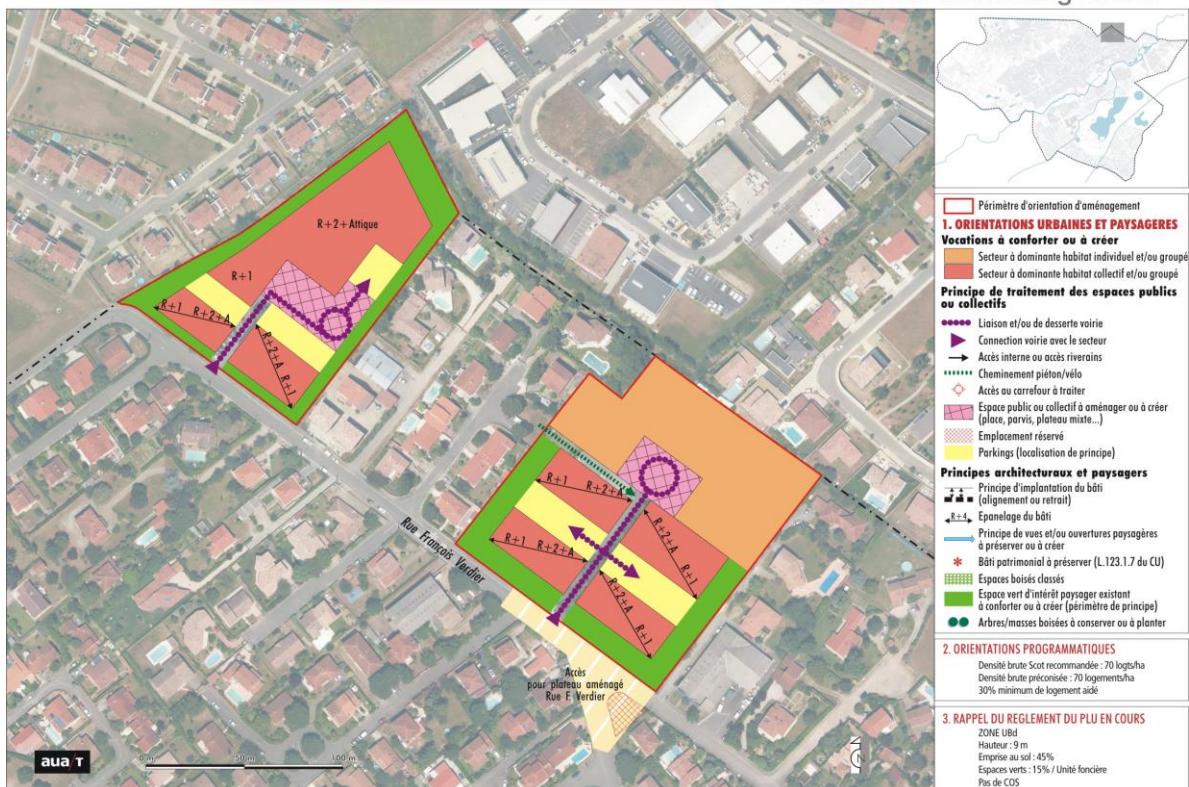 R+2+Attique
R+1
R+1 R+2+A
R+2+A R+1
R+1 R+2+A
R+2+A R+1
R+1 R+2+A
R+2+A R+1
Rue François Verdier
Accès
pour plateau aménagé
Rue F. Verdier
aua/T
0 m 50 m 100 m
Périmètre d'orientation d'aménagement
1. ORIENTATIONS URBAINES ET PAYSAGERES
Vocations à conforter ou à créer
Secteur à dominante habitat individuel et/ou groupé
Secteur à dominante habitat collectif et/ou groupé
Principe de traitement des espaces publics
ou collectifs
Liaison et/ou de desserte voirie
Connection voirie avec le secteur
Accès interne ou accès riverains
Cheminement piéton/vélo
Accès au carrefour à traiter
Espace public ou collectif à aménager ou à créer
(place, parvis, plateau mixte...)
Emplacement réservé
Parkings (localisation de principe)
Principes architecturaux et paysagers
Principe d'implantation du bâti
(alignement ou retrait)
R+4 Epanelage du bâti
Principe de vues et/ou ouvertures paysagères
à préserver ou à créer
Bâti patrimonial à préserver (L.123.1.7 du CU)
Espaces boisés classés
Espace vert d'intérêt paysager existant
à conforter ou à créer (périmètre de principe)
Arbres/masses boisées à conserver ou à planter
2. ORIENTATIONS PROGRAMMATIQUES
Densité brute Scot recommandée : 70 logts/ha
Densité brute préconisée : 70 logements/ha
30% minimum de logement aidé
3. RAPPEL DU REGLEMENT DU PLU EN COURS
ZONE UBd
Hauteur : 9 m
Emprise au sol : 45%
Espaces verts : 15% / Unité foncière
Pas de COS